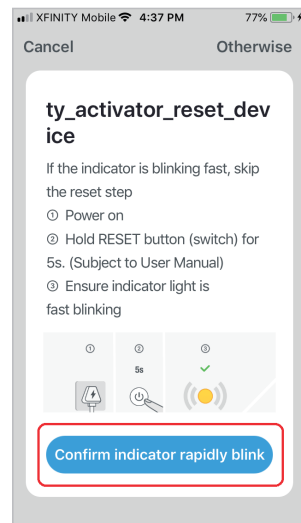 XFINITY Mobile 4:37 PM 77%
Cancel Otherwise
ty_activator_reset_dev
ice
If the indicator is blinking fast, skip
the reset step
① Power on
② Hold RESET button (switch) for
5s. (Subject to User Manual)
③ Ensure indicator light is
fast blinking
① ② ③
5s
Confirm indicator rapidly blink